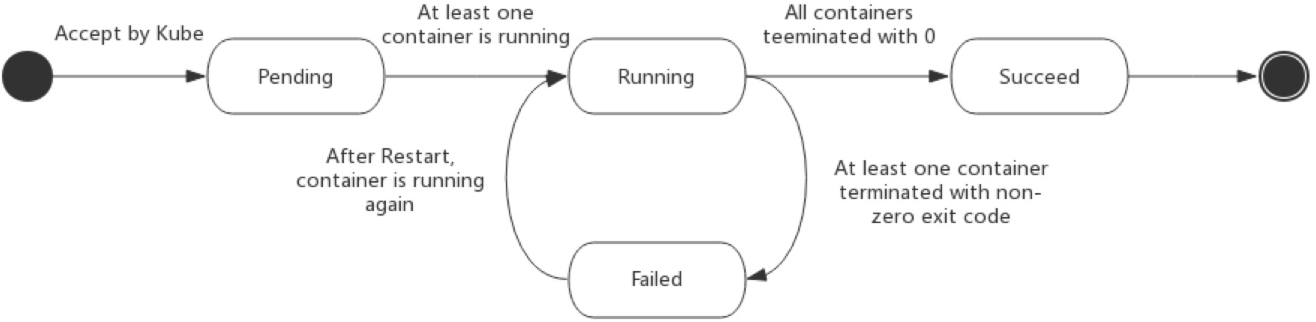 Accept by Kube
At least one
container is running
All containers
teeminated with 0
Pending
Running
Succeed
After Restart,
container is running
again
At least one container
terminated with non-
zero exit code
Failed